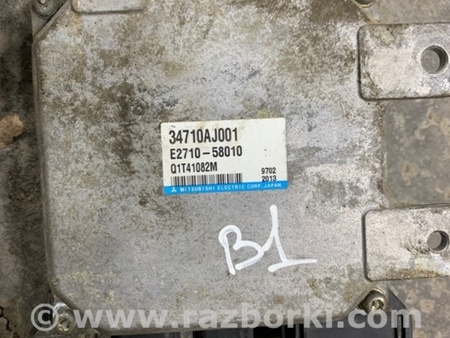 34710AJ001
E2710-58010
Q1T41082M
9702
2013
MITSUBISHI ELECTRIC CORP. JAPAN
B1
www.razborki.com